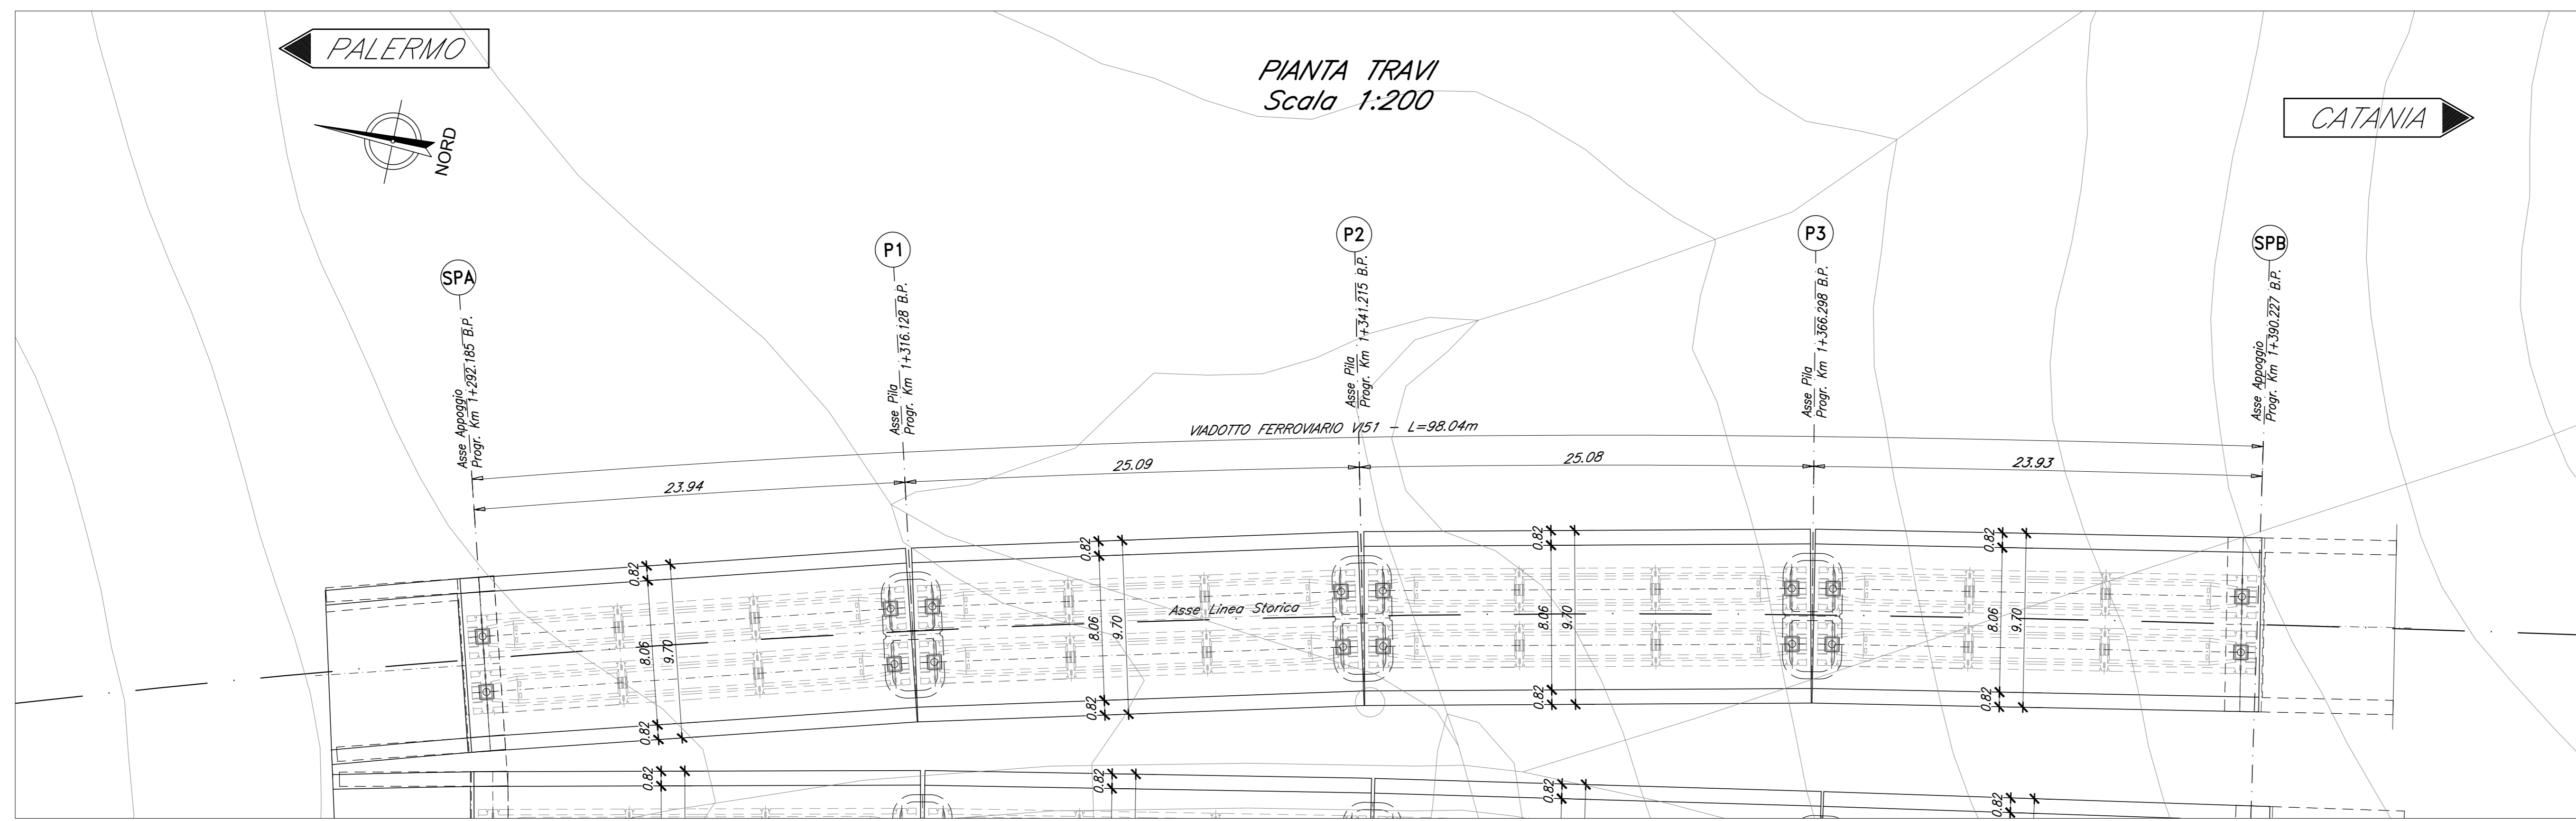 PALERMO
PIANTA TRAVI
Scala 1:200
CATANIA
NORD
SPA
P1
P2
P3
SPB
Asse Appoggio
Progr. Km 1+292.185 B.P.
Asse Pila
Progr. Km 1+316.128 B.P.
Asse Pila
Progr. Km 1+341.215 B.P.
Asse Pila
Progr. Km 1+366.298 B.P.
Asse Appoggio
Progr. Km 1+390.227 B.P.
VIADOTTO FERROVIARIO VI51 - L=98.04m
23.94
25.09
25.08
23.93
0.82
8.06
9.70
0.82
0.82
8.06
9.70
0.82
0.82
8.06
9.70
0.82
0.82
8.06
9.70
0.82
Asse Linea Storica
0.82
0.82
0.82
0.82